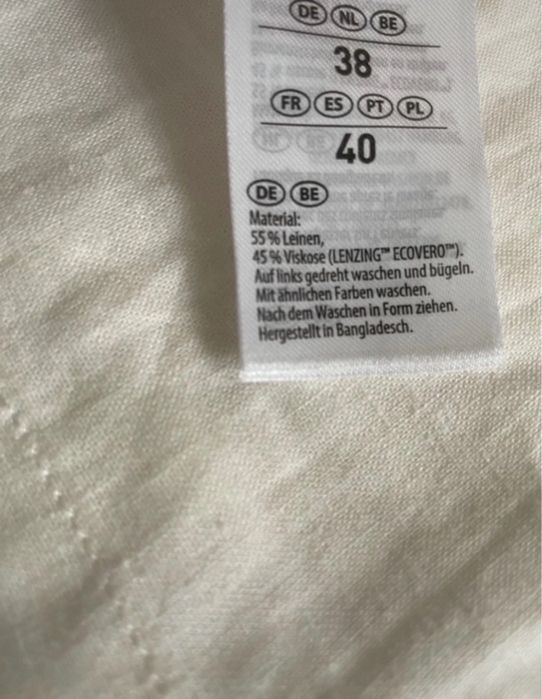 DE NL BE
38
FR ES PT PL
40
DE BE
Material:
55 % Leinen,
45 % Viskose (LENZING™ ECOVERO™).
Auf links gedreht waschen und bügeln.
Mit ähnlichen Farben waschen.
Nach dem Waschen in Form ziehen.
Hergestellt in Bangladesch.